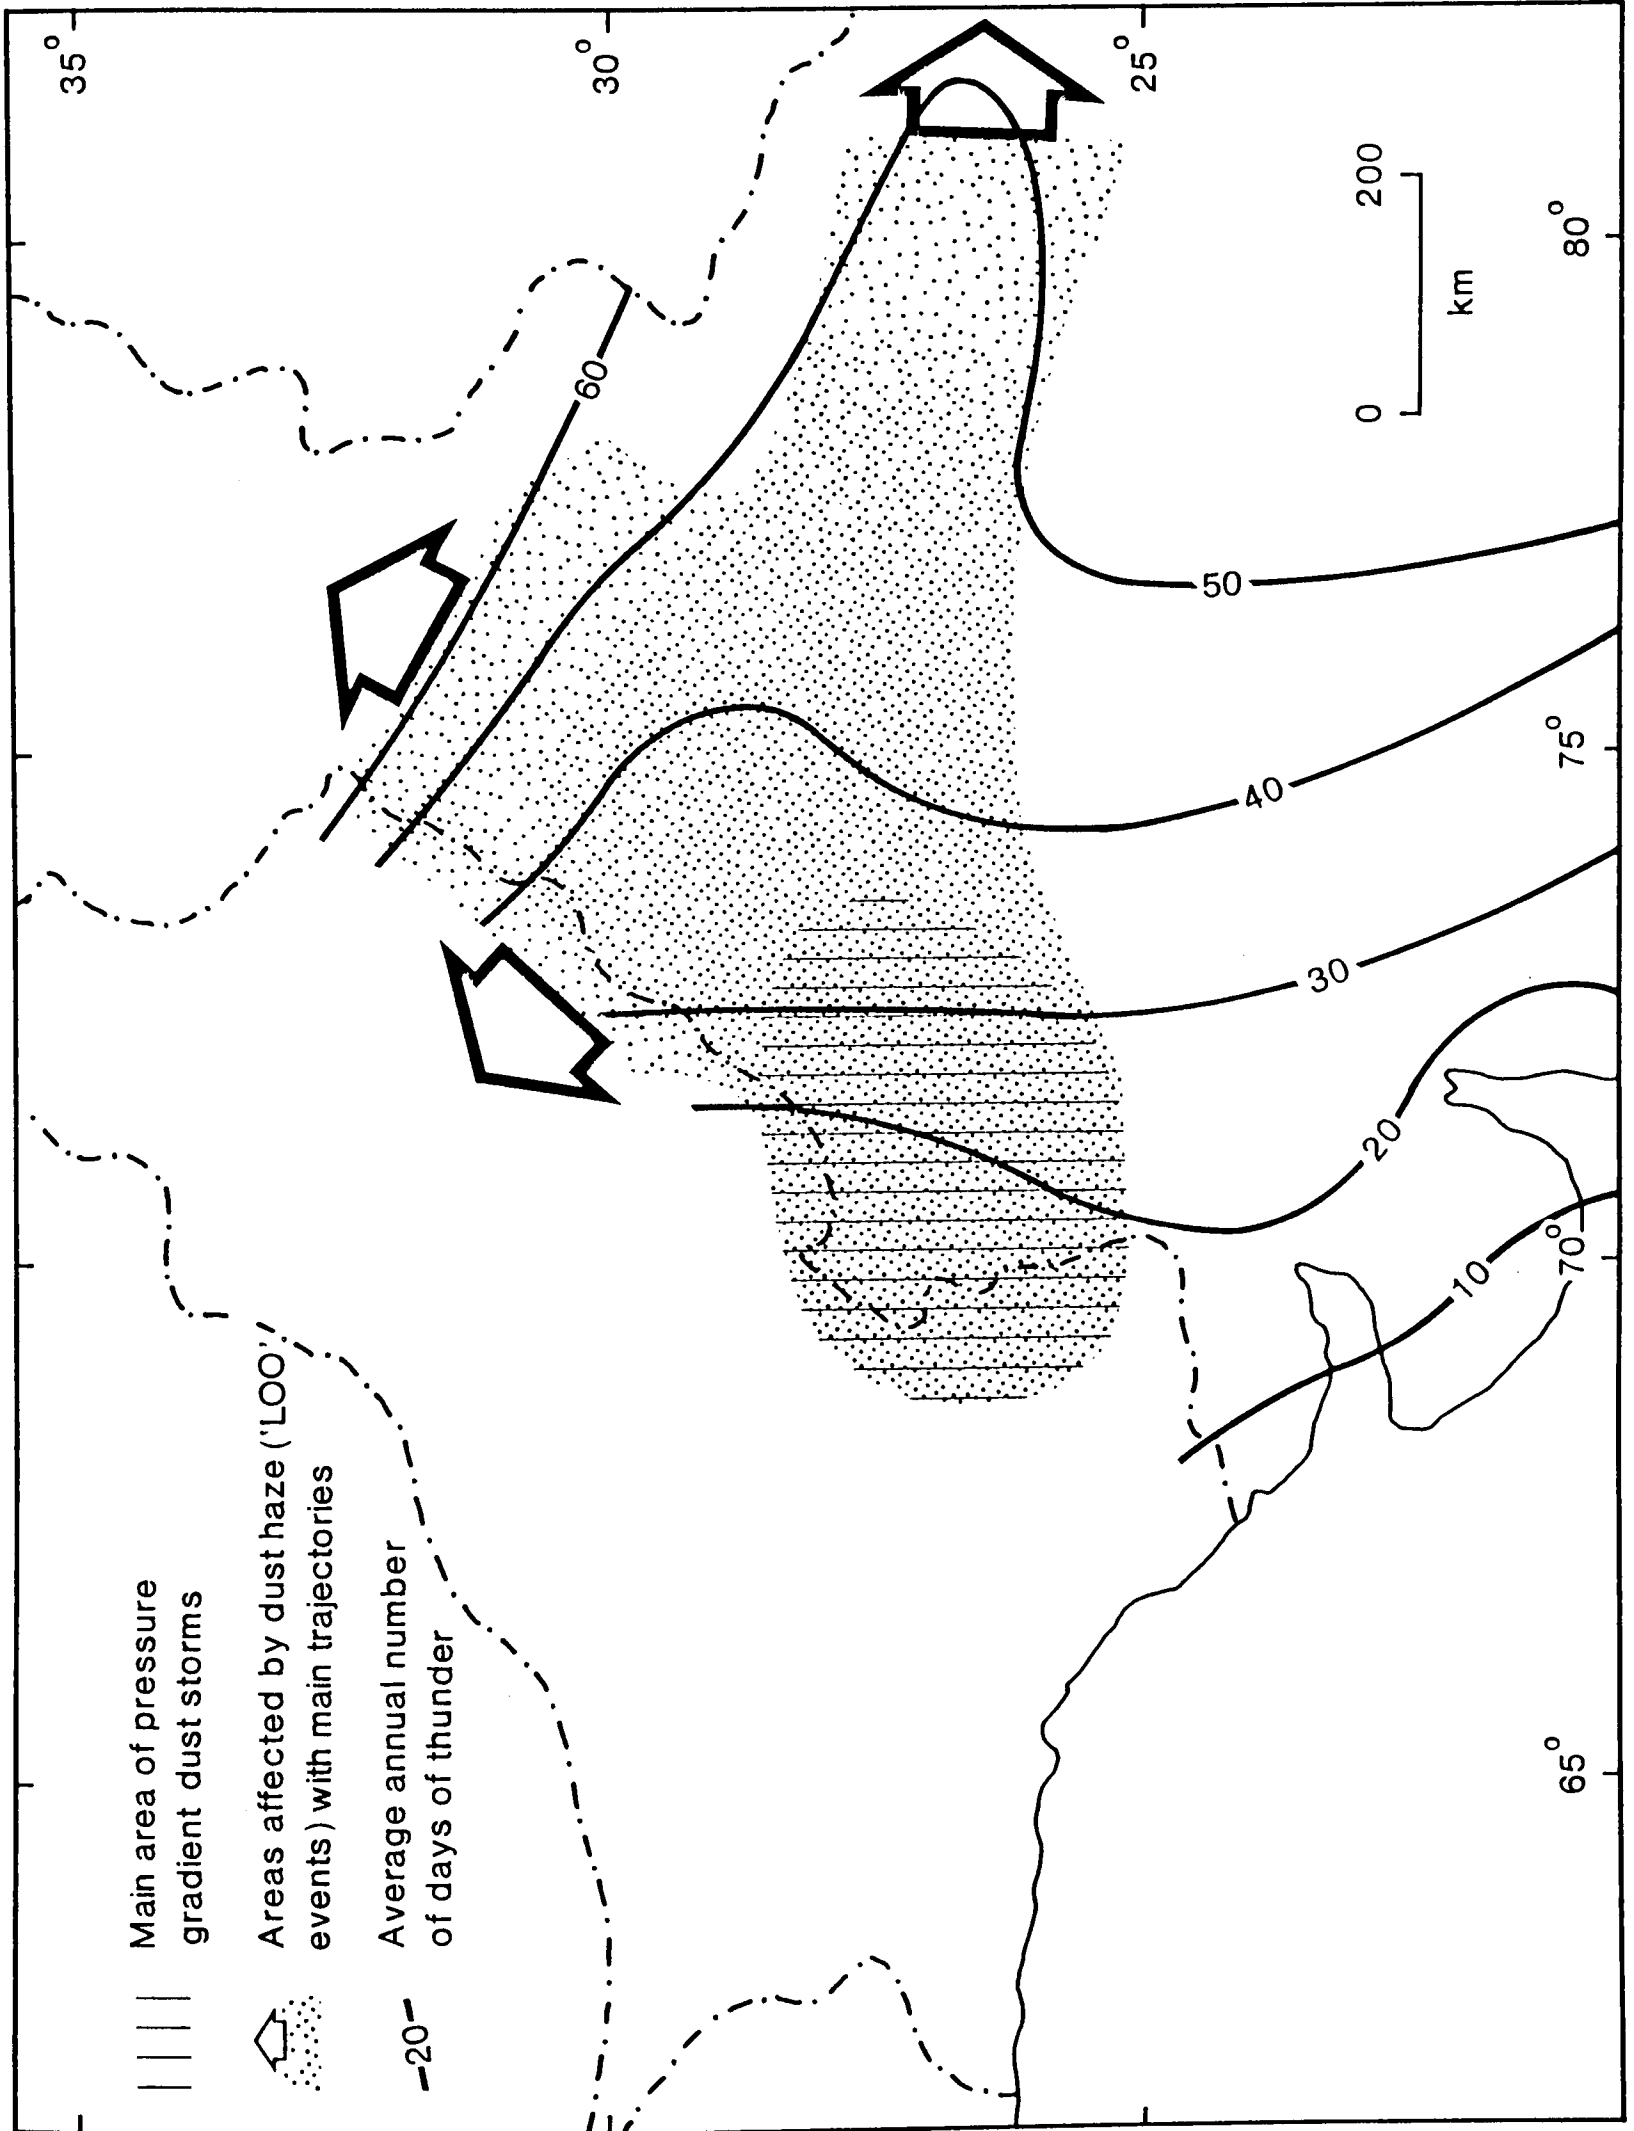 Main area of pressure
gradient dust storms
Areas affected by dust haze ('LOO'
events) with main trajectories
–20–
Average annual number
of days of thunder
35°
30°
25°
60
50
40
30
20
10
0 200
km
65°
70°
75°
80°